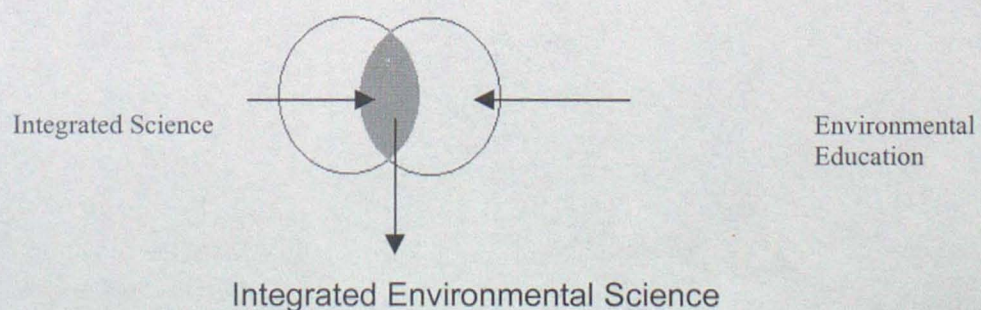 Integrated Science
Environmental
Education
Integrated Environmental Science